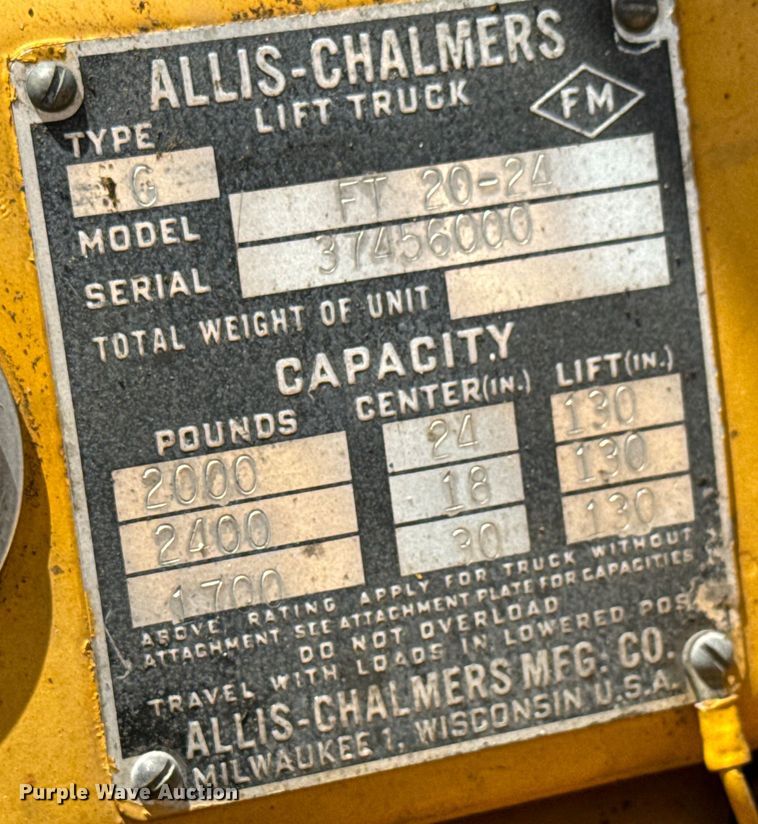 ALLIS-CHALMERS
LIFT TRUCK
FM
TYPE
G
MODEL FT 20-24
SERIAL 37456000
TOTAL WEIGHT OF UNIT
CAPACITY
POUNDS CENTER(IN.) LIFT(IN.)
2000 24 130
2400 18 130
1700 30 130
ABOVE RATING APPLY FOR TRUCK WITHOUT
ATTACHMENT. SEE ATTACHMENT PLATE FOR CAPACITIES
DO NOT OVERLOAD
TRAVEL WITH LOADS IN LOWERED POS.
ALLIS-CHALMERS MFG. CO.
MILWAUKEE 1, WISCONSIN U.S.A.
Purple Wave Auction